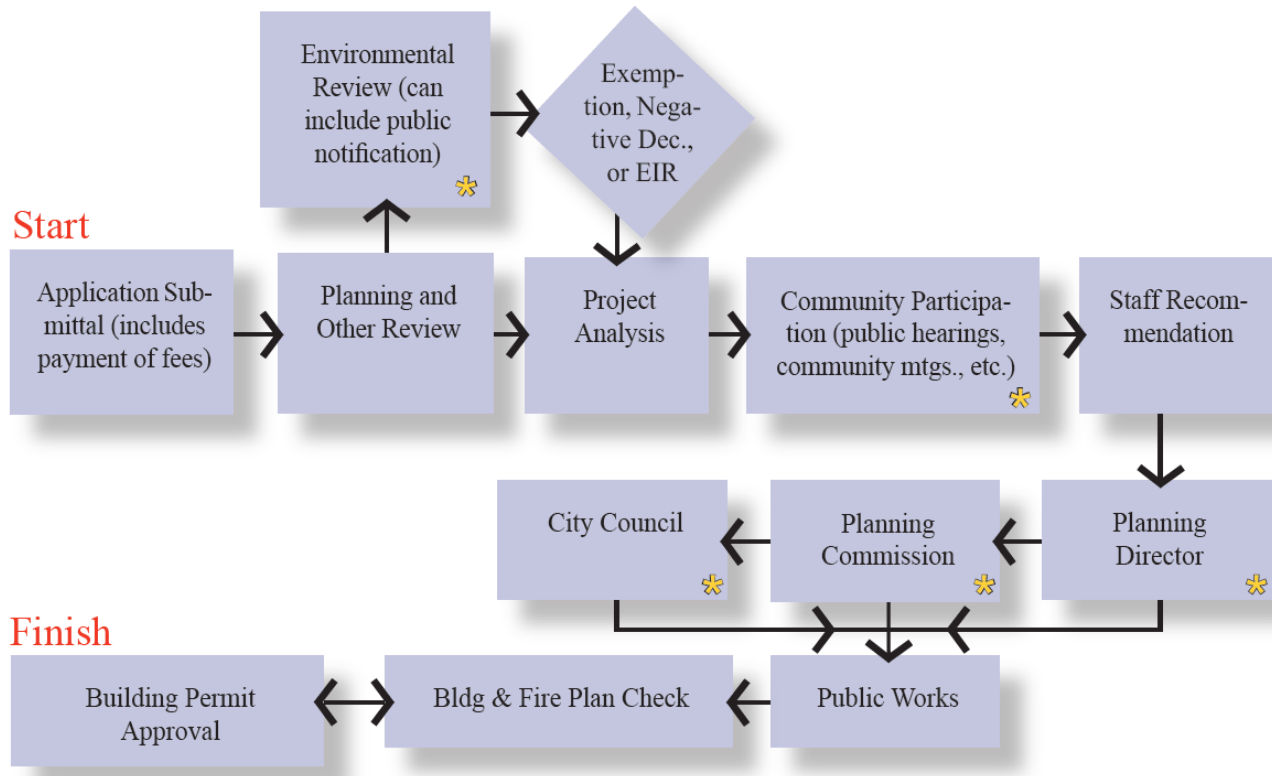 Environmental
Review (can
include public
notification)
*
Exemp-
tion, Nega-
tive Dec.,
or EIR
Start
Application Sub-
mittal (includes
payment of fees)
Planning and
Other Review
Project
Analysis
Community Participa-
tion (public hearings,
community mtgs., etc.)
*
Staff Recom-
mendation
City Council
*
Planning
Commission
*
Planning
Director
*
Finish
Building Permit
Approval
Bldg & Fire Plan Check
Public Works